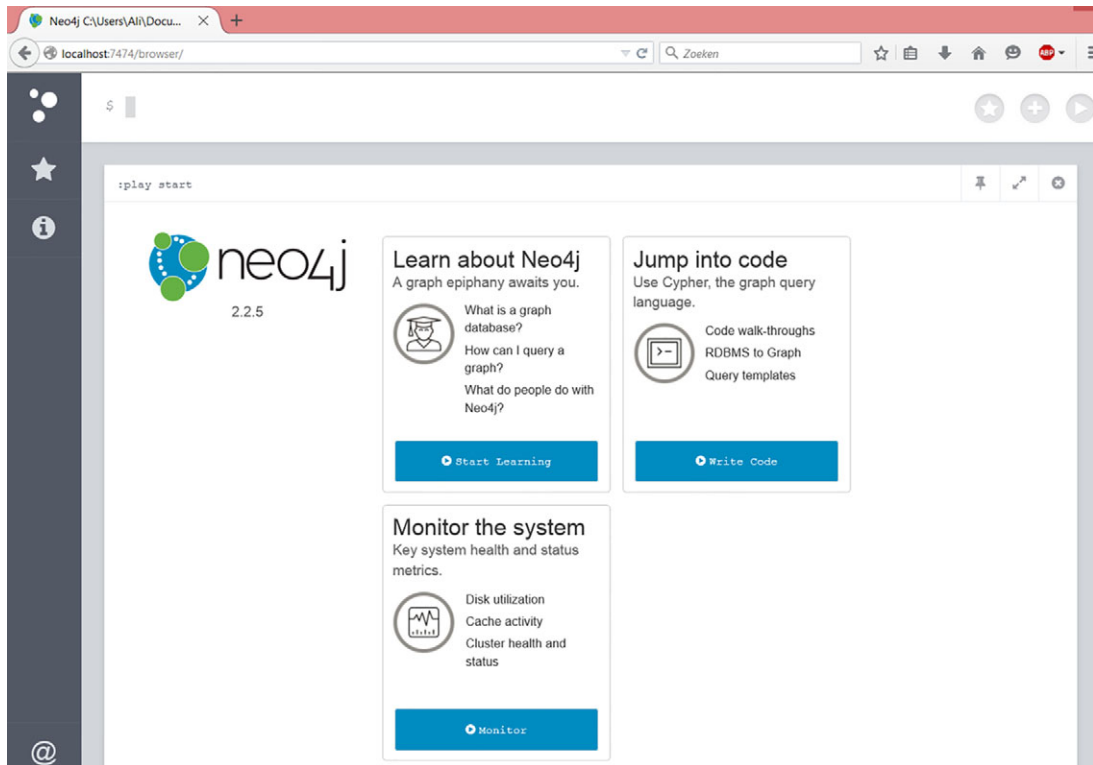 Neo4j C:\Users\Ali\Docu...
localhost:7474/browser/
Zoeken
ABP
$
:play start
neo4j
2.2.5
Learn about Neo4j
A graph epiphany awaits you.
What is a graph
database?
How can I query a
graph?
What do people do with
Neo4j?
Start Learning
Jump into code
Use Cypher, the graph query
language.
Code walk-throughs
RDBMS to Graph
Query templates
Write Code
Monitor the system
Key system health and status
metrics.
Disk utilization
Cache activity
Cluster health and
status
Monitor
@